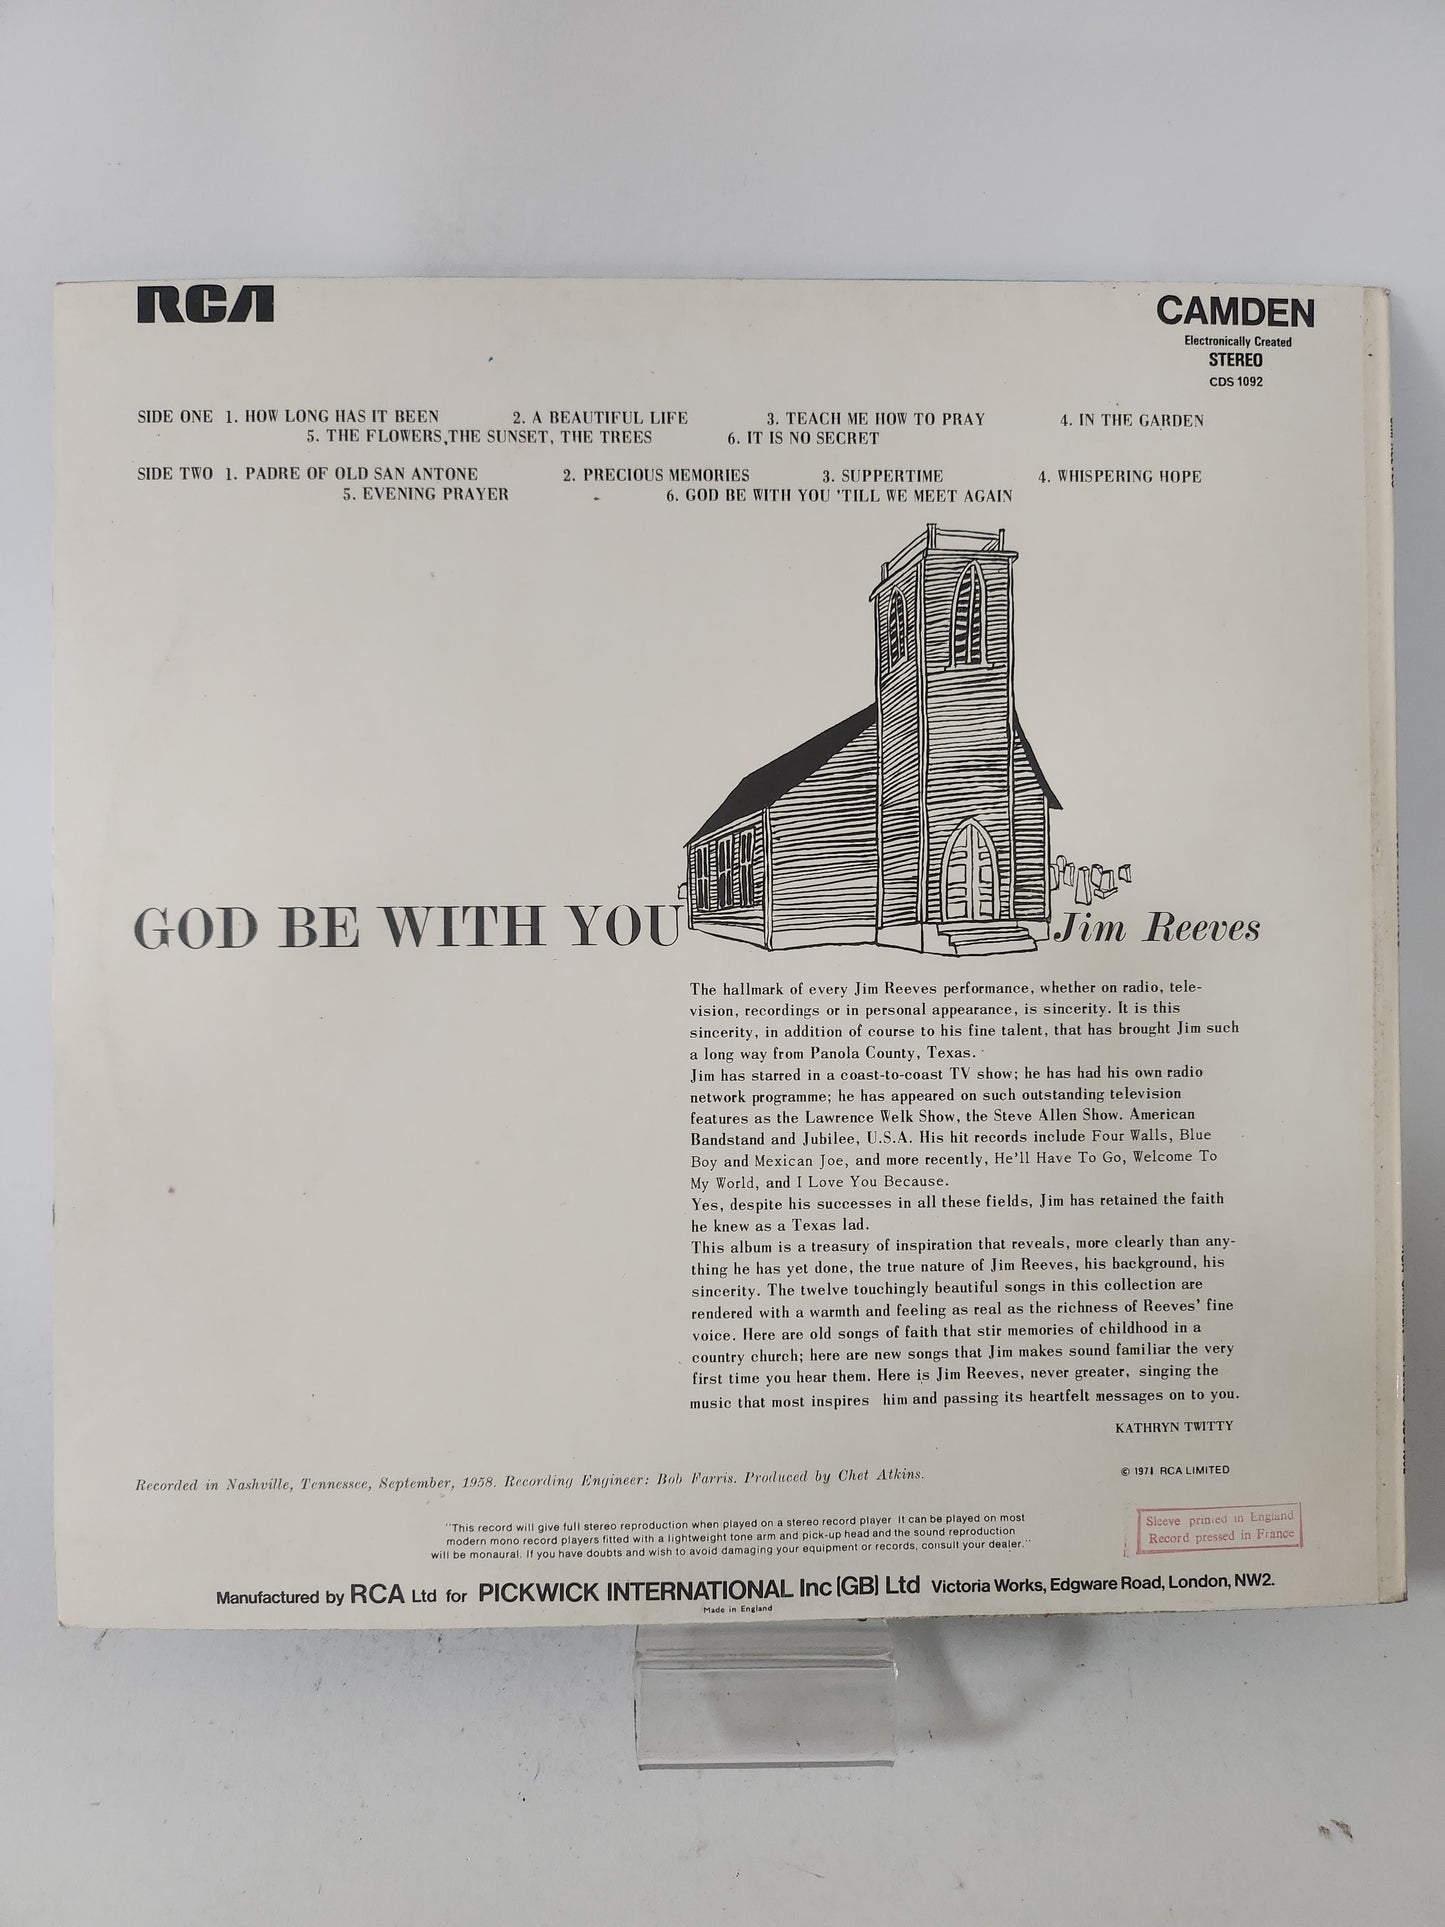 RCA
CAMDEN
Electronically Created
STEREO
CDS 1092
SIDE ONE 1. HOW LONG HAS IT BEEN 2. A BEAUTIFUL LIFE 3. TEACH ME HOW TO PRAY 4. IN THE GARDEN
5. THE FLOWERS, THE SUNSET, THE TREES 6. IT IS NO SECRET
SIDE TWO 1. PADRE OF OLD SAN ANTONE 2. PRECIOUS MEMORIES 3. SUPPERTIME 4. WHISPERING HOPE
5. EVENING PRAYER 6. GOD BE WITH YOU 'TILL WE MEET AGAIN
GOD BE WITH YOU Jim Reeves
The hallmark of every Jim Reeves performance, whether on radio, tele-
vision, recordings or in personal appearance, is sincerity. It is this
sincerity, in addition of course to his fine talent, that has brought Jim such
a long way from Panola County, Texas.
Jim has starred in a coast-to-coast TV show; he has had his own radio
network programme; he has appeared on such outstanding television
features as the Lawrence Welk Show, the Steve Allen Show. American
Bandstand and Jubilee, U.S.A. His hit records include Four Walls, Blue
Boy and Mexican Joe, and more recently, He'll Have To Go, Welcome To
My World, and I Love You Because.
Yes, despite his successes in all these fields, Jim has retained the faith
he knew as a Texas lad.
This album is a treasury of inspiration that reveals, more clearly than any-
thing he has yet done, the true nature of Jim Reeves, his background, his
sincerity. The twelve touchingly beautiful songs in this collection are
rendered with a warmth and feeling as real as the richness of Reeves' fine
voice. Here are old songs of faith that stir memories of childhood in a
country church; here are new songs that Jim makes sound familiar the very
first time you hear them. Here is Jim Reeves, never greater, singing the
music that most inspires him and passing its heartfelt messages on to you.
KATHRYN TWITTY
Recorded in Nashville, Tennessee, September, 1958. Recording Engineer: Bob Farris. Produced by Chet Atkins.
© 1971 RCA LIMITED
"This record will give full stereo reproduction when played on a stereo record player It can be played on most
modern mono record players fitted with a lightweight tone arm and pick-up head and the sound reproduction
will be monaural. If you have doubts and wish to avoid damaging your equipment or records, consult your dealer."
Sleeve printed in England
Record pressed in France
Manufactured by RCA Ltd for PICKWICK INTERNATIONAL Inc (GB) Ltd Victoria Works, Edgware Road, London, NW2.
Made in England